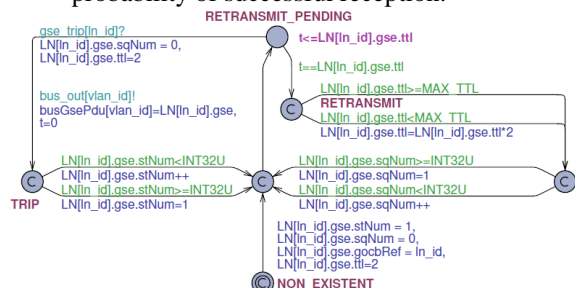 probability of successful reception.
RETRANSMIT_PENDING
gse_trip[ln_id]?
LN[ln_id].gse.sqNum = 0,
LN[ln_id].gse.ttl=2
t<=LN[ln_id].gse.ttl
t==LN[ln_id].gse.ttl
bus_out[vlan_id]!
busGsePdu[vlan_id]=LN[ln_id].gse,
t=0
LN[ln_id].gse.ttl>=MAX_TTL
RETRANSMIT
LN[ln_id].gse.ttl<MAX_TTL
LN[ln_id].gse.ttl=LN[ln_id].gse.ttl*2
LN[ln_id].gse.stNum<INT32U
LN[ln_id].gse.stNum++
LN[ln_id].gse.stNum>=INT32U
LN[ln_id].gse.stNum=1
TRIP
C
C
C
C
LN[ln_id].gse.sqNum>=INT32U
LN[ln_id].gse.sqNum=1
LN[ln_id].gse.sqNum<INT32U
LN[ln_id].gse.sqNum++
LN[ln_id].gse.stNum = 1,
LN[ln_id].gse.sqNum = 0,
LN[ln_id].gse.gocbRef = ln_id,
LN[ln_id].gse.ttl=2
C
NON_EXISTENT